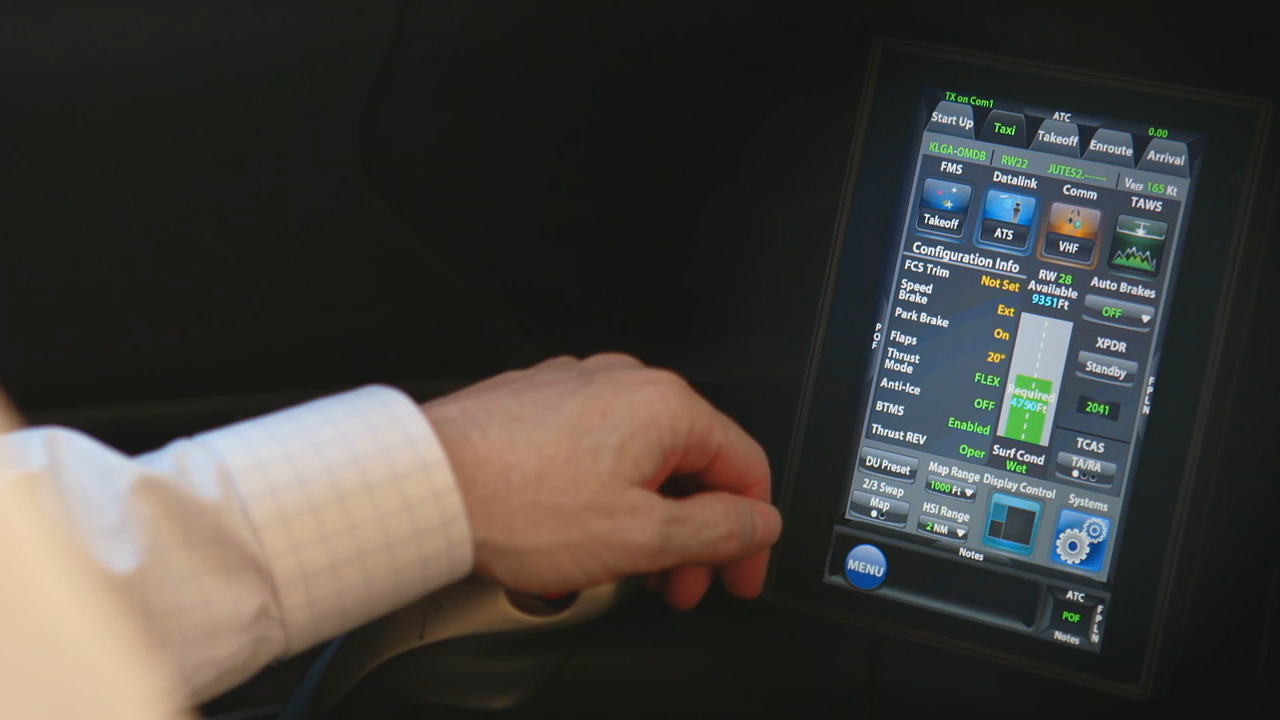 TX on Com1
ATC
0.00
Start Up
Taxi
Takeoff
Enroute
Arrival
KLGA-OMDB
RW22
JUTES2.------
VREF 165 Kt
FMS
Datalink
Comm
TAWS
Takeoff
ATS
VHF
Configuration Info
FCS Trim
Not Set
Speed
Brake
Ext
Park Brake
On
Flaps
20°
Thrust
Mode
FLEX
Anti-Ice
OFF
BTMS
Enabled
Thrust REV
Oper
RW 28
Available
9351Ft
Required
4790Ft
Surf Cond
Wet
Auto Brakes
OFF
XPDR
Standby
2041
TCAS
TA/RA
POF
FPLN
DU Preset
2/3 Swap
Map
Map Range
1000 Ft
HSI Range
2 NM
Display Control
Systems
Notes
MENU
ATC
POF
FPLN
Notes